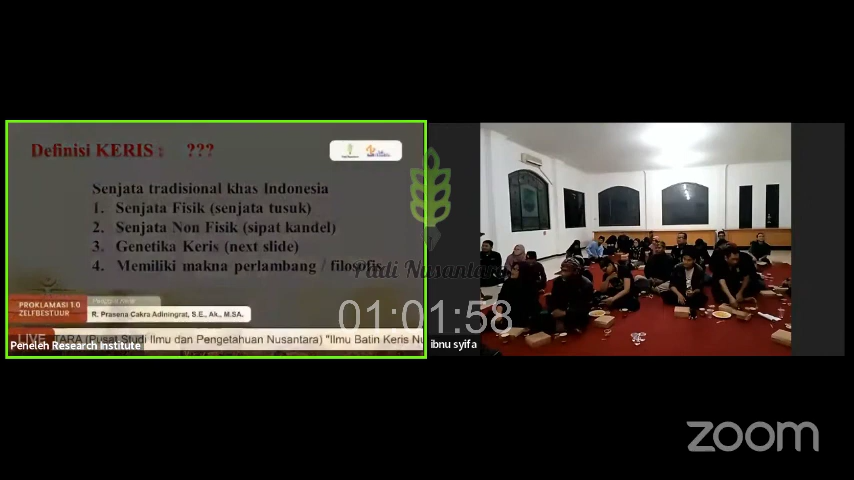 Definisi KERIS : ???
Senjata tradisional khas Indonesia
1. Senjata Fisik (senjata tusuk)
2. Senjata Non Fisik (sipat kandel)
3. Genetika Keris (next slide)
4. Memiliki makna perlambang / filosofis
Padi Nusantara
01:01:58
PROKLAMASI 1.0
ZELFBESTUUR
R. Prasena Cakra Adiningrat, S.E., Ak., M.SA.
LIVE TARA (Pusat Studi Ilmu dan Pengetahuan Nusantara) "Ilmu Batin Keris Nu
Peneleh Research Institute
ibnu syifa
zoom